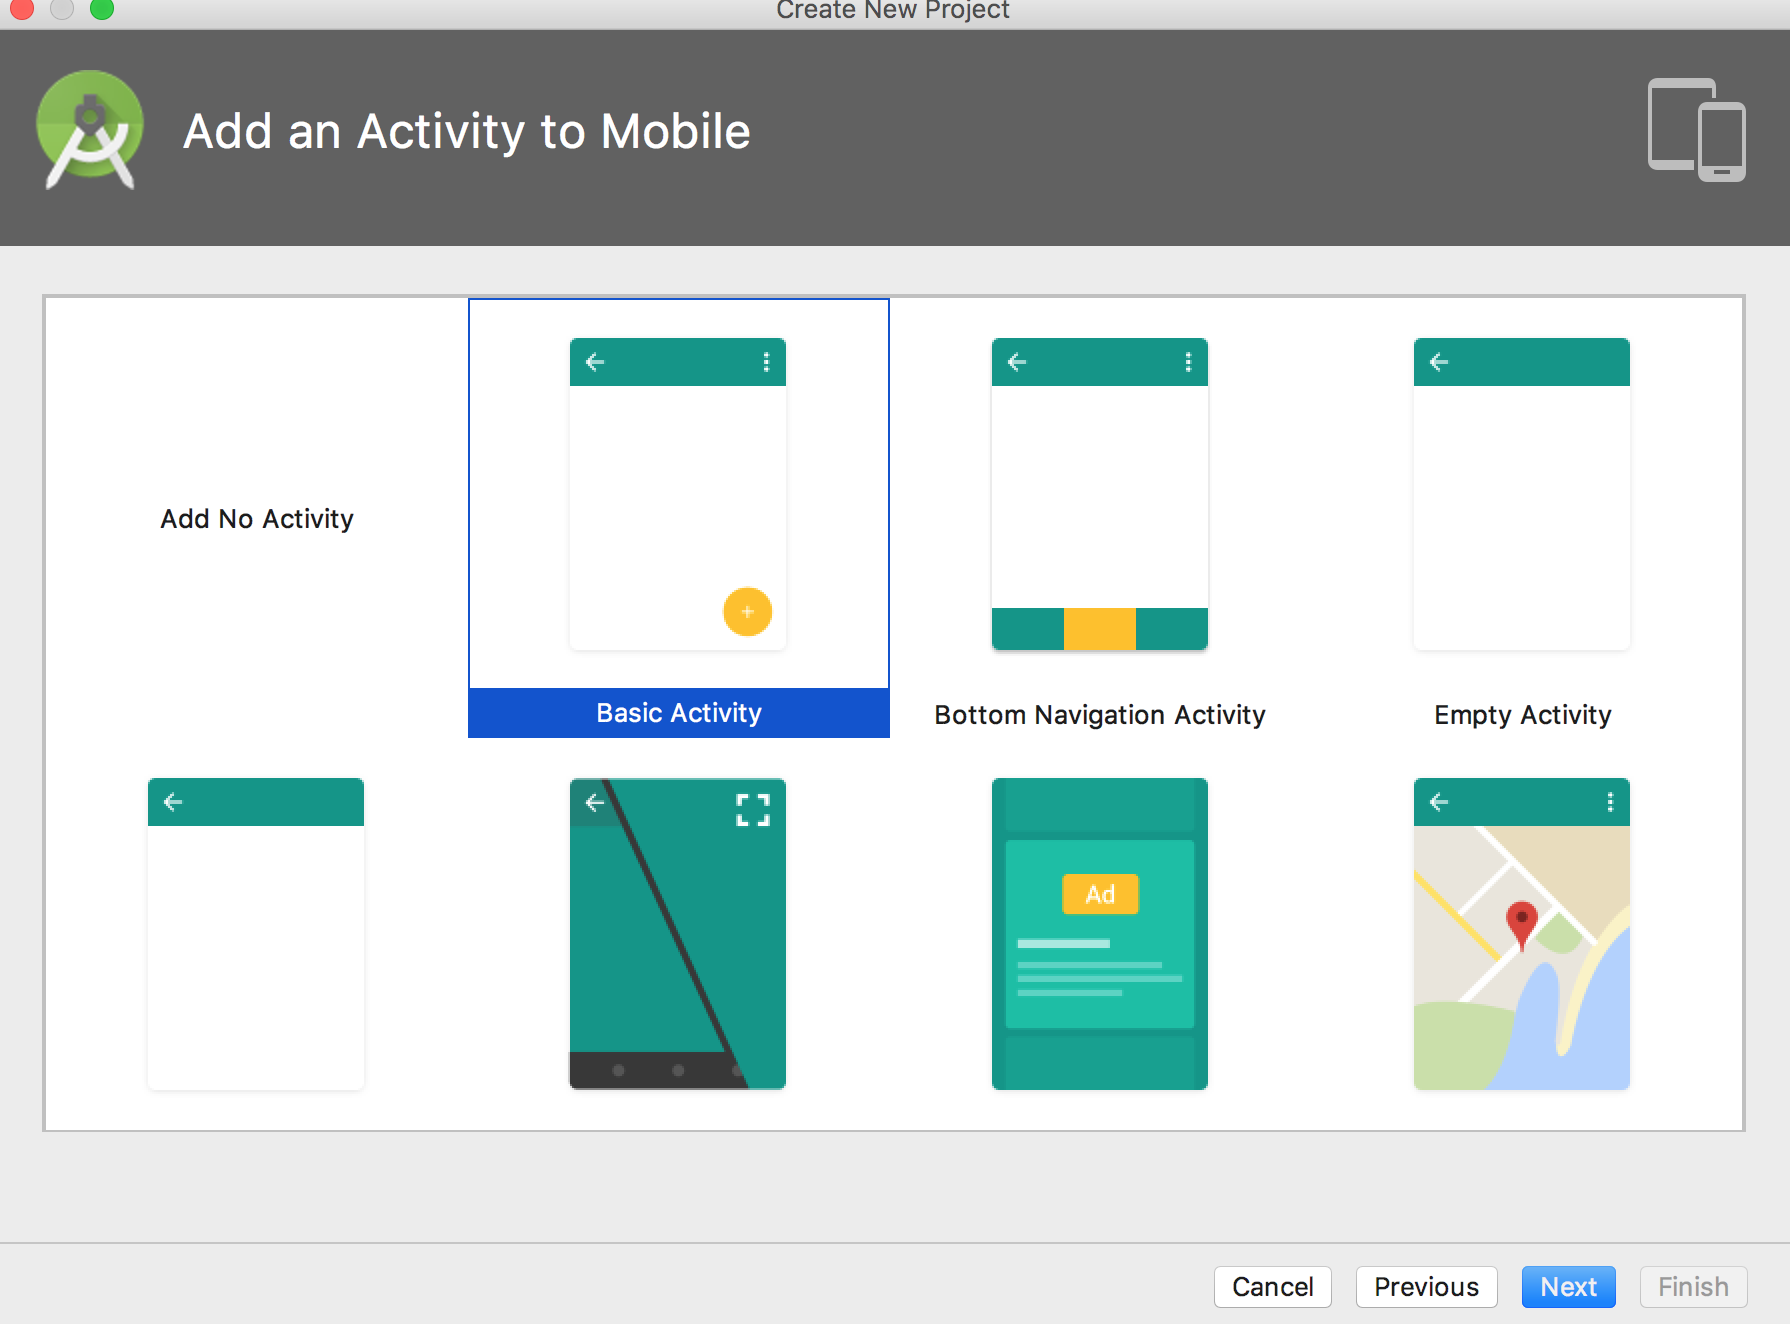 Create New Project
Add an Activity to Mobile
Add No Activity
Basic Activity
Bottom Navigation Activity
Empty Activity
Ad
Cancel
Previous
Next
Finish